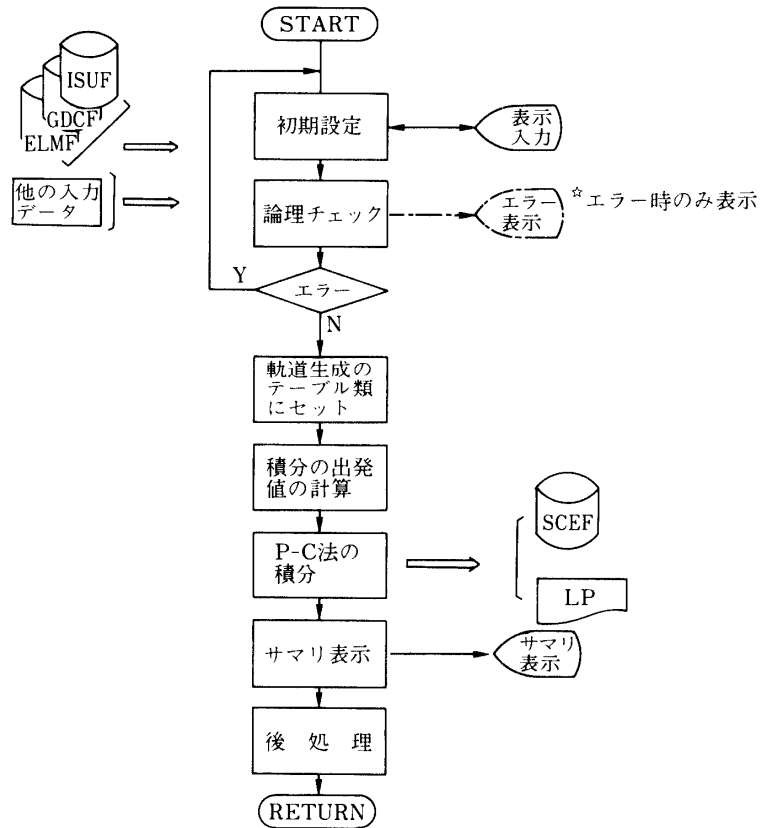 START
ISUF
GDCF
ELMF
初期設定
表示
入力
他の入力
データ
論理チェック
エラー
表示
☆エラー時のみ表示
Y
エラー
N
軌道生成の
テーブル類
にセット
積分の出発
値の計算
SCEF
P-C法の
積分
LP
サマリ表示
サマリ
表示
後 処 理
RETURN